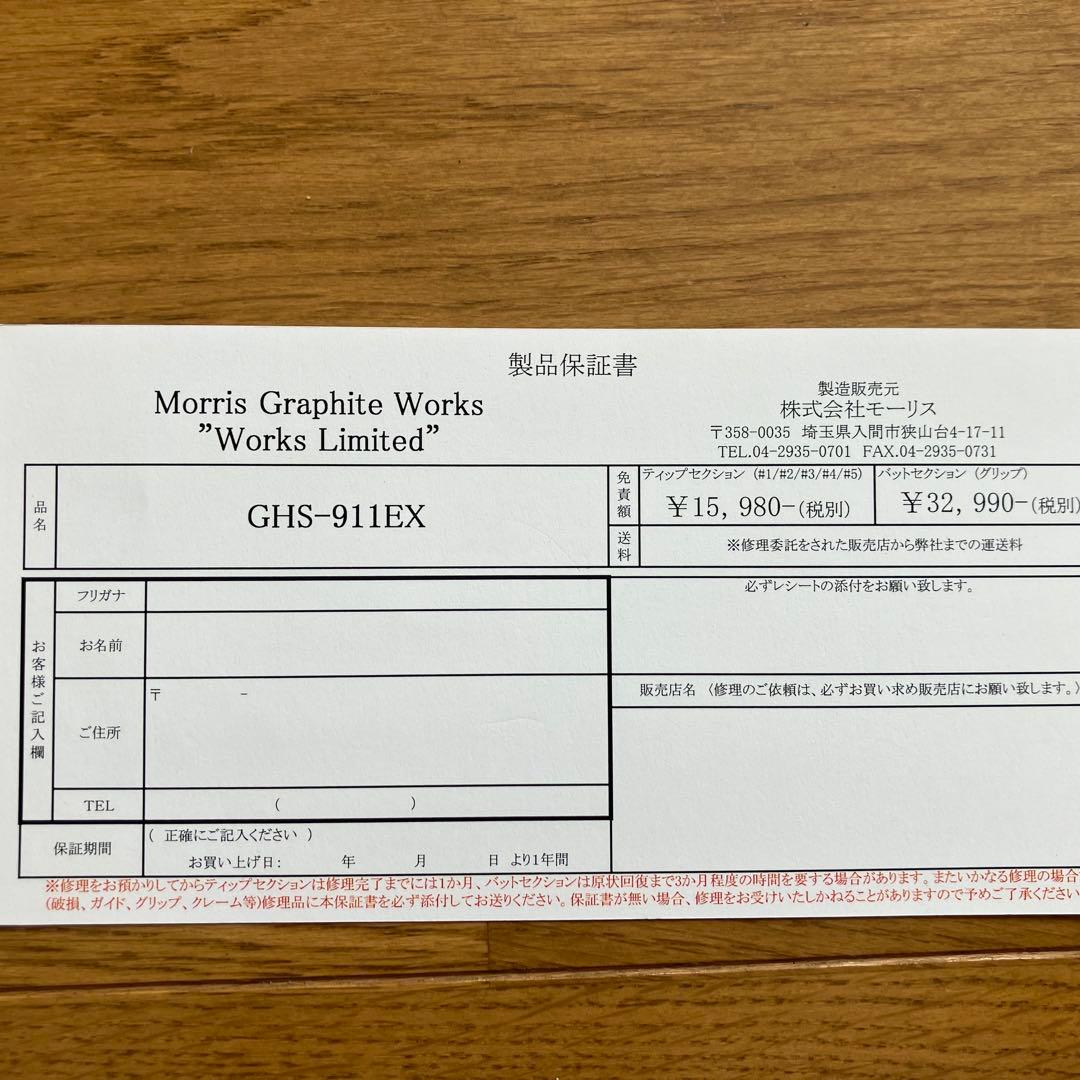 製品保証書
Morris Graphite Works
”Works Limited”
製造販売元
株式会社モーリス
〒358-0035 埼玉県入間市狭山台4-17-11
TEL.04-2935-0701 FAX.04-2935-0731
品名
GHS-911EX
免責額
ティップセクション (#1/#2/#3/#4/#5)
¥15,980-(税別)
バットセクション (グリップ)
¥32,990-(税別)
送料
※修理委託をされた販売店から弊社までの運送料
お客様ご記入欄
フリガナ
お名前
ご住所
〒 -
TEL
( )
必ずレシートの添付をお願い致します。
販売店名 〈修理のご依頼は、必ずお買い求め販売店にお願い致します。〉
保証期間
( 正確にご記入ください )
お買い上げ日: 年 月 日 より1年間
※修理をお預かりしてからティップセクションは修理完了までには1か月、バットセクションは原状回復まで3か月程度の時間を要する場合があります。またいかなる修理の場合
(破損、ガイド、グリップ、クレーム等)修理品に本保証書を必ず添付してお送りください。保証書が無い場合、修理をお受けいたしかねることがありますので予めご了承ください